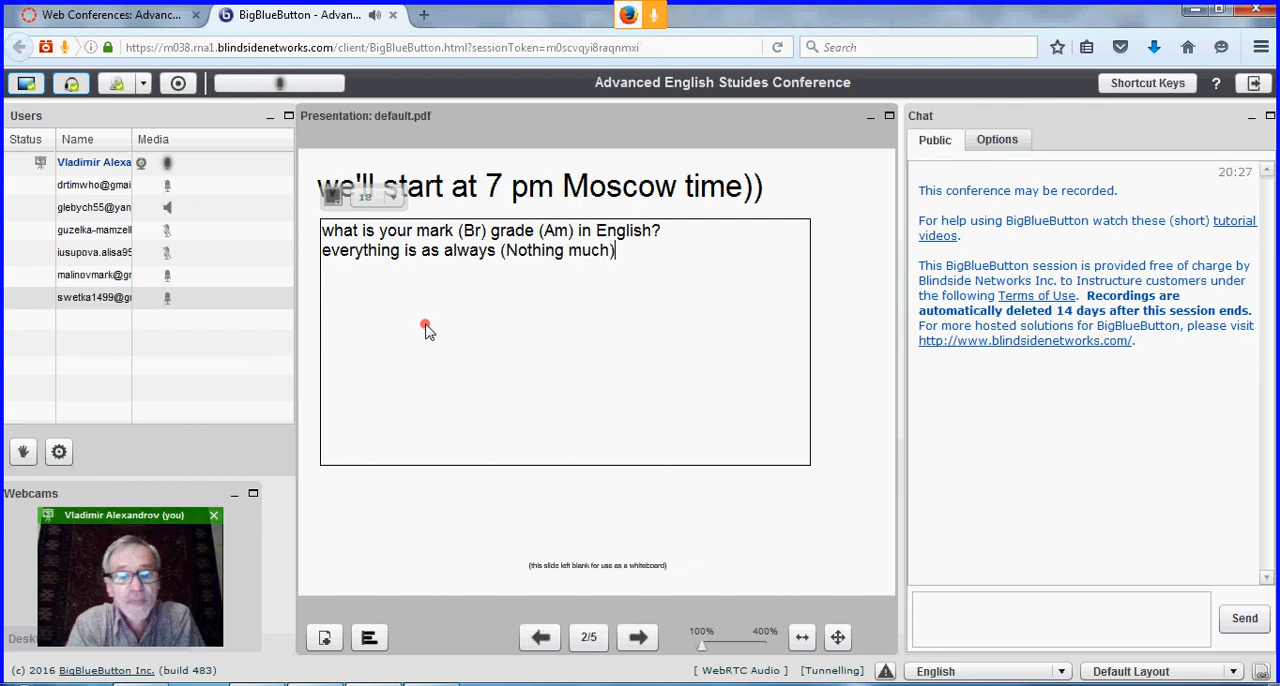 Web Conferences: Advanc...
BigBlueButton - Advan...
https://m038.rna1.blindsidenetworks.com/client/BigBlueButton.html?sessionToken=m0scvqyi8raqnmxi
Search
Advanced English Stuides Conference
Shortcut Keys
?
Users
Status Name Media
Vladimir Alexa
drtimwho@gmai
glebych55@yan
guzelka-mamzell
iusupova.alisa95
malinovmark@gr
swetka1499@g
Webcams
Vladimir Alexandrov (you)
Presentation: default.pdf
we'll start at 7 pm Moscow time))
18
what is your mark (Br) grade (Am) in English?
everything is as always (Nothing much)
(this slide left blank for use as a whiteboard)
2/5
100% 400%
Chat
Public Options
20:27
This conference may be recorded.
For help using BigBlueButton watch these (short) tutorial
videos.
This BigBlueButton session is provided free of charge by
Blindside Networks Inc. to Instructure customers under
the following Terms of Use. Recordings are
automatically deleted 14 days after this session ends.
For more hosted solutions for BigBlueButton, please visit
http://www.blindsidenetworks.com/.
Send
(c) 2016 BigBlueButton Inc. (build 483)
[ WebRTC Audio ] [Tunnelling]
English
Default Layout